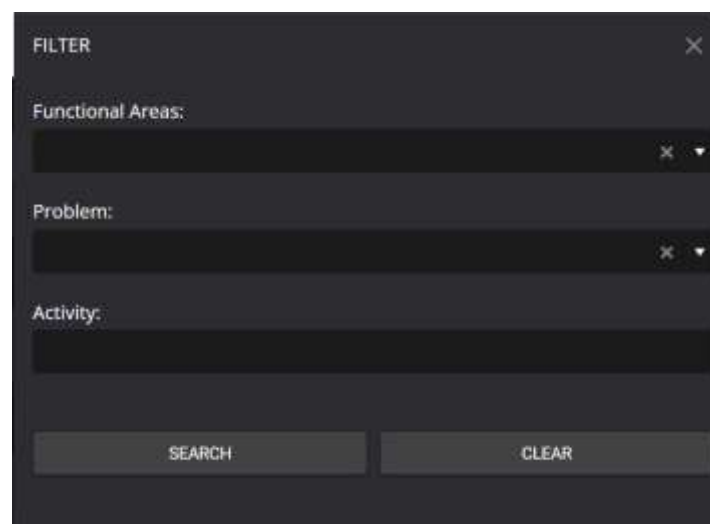 FILTER
Functional Areas:
Problem:
Activity:
SEARCH
CLEAR